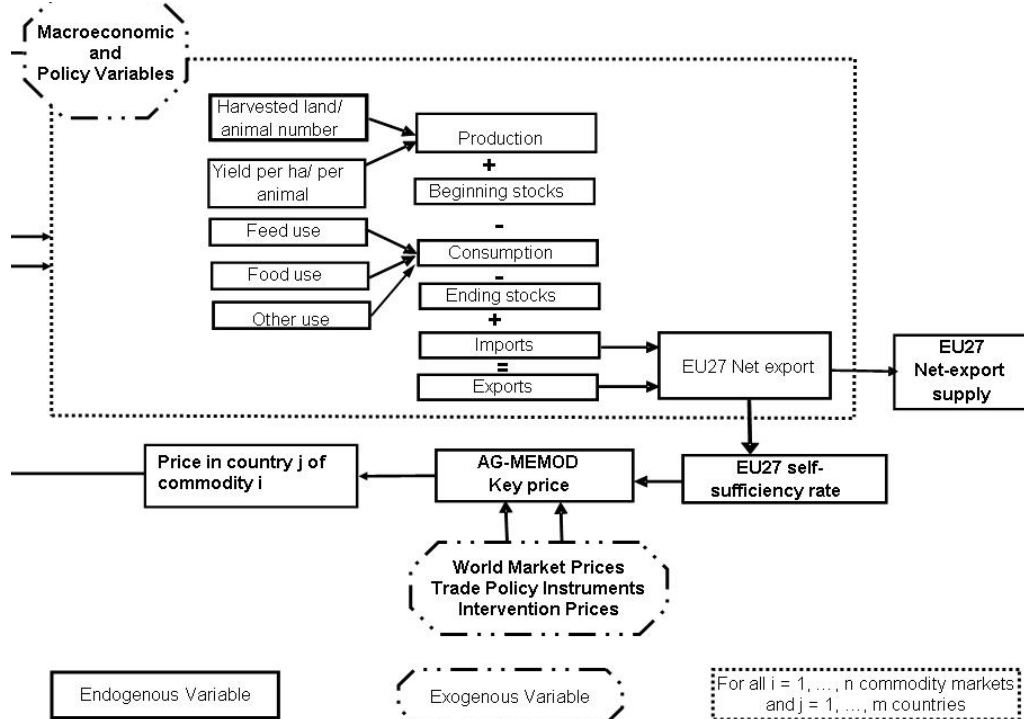 Macroeconomic
and
Policy Variables
Harvested land/
animal number
Production
+
Yield per ha/ per
animal
Beginning stocks
-
Feed use
Consumption
-
Food use
Ending stocks
+
Other use
Imports
=
Exports
EU27 Net export
EU27
Net-export
supply
Price in country j of
commodity i
AG-MEMOD
Key price
EU27 self-
sufficiency rate
World Market Prices
Trade Policy Instruments
Intervention Prices
Endogenous Variable
Exogenous Variable
For all i = 1, ..., n commodity markets
and j = 1, ..., m countries